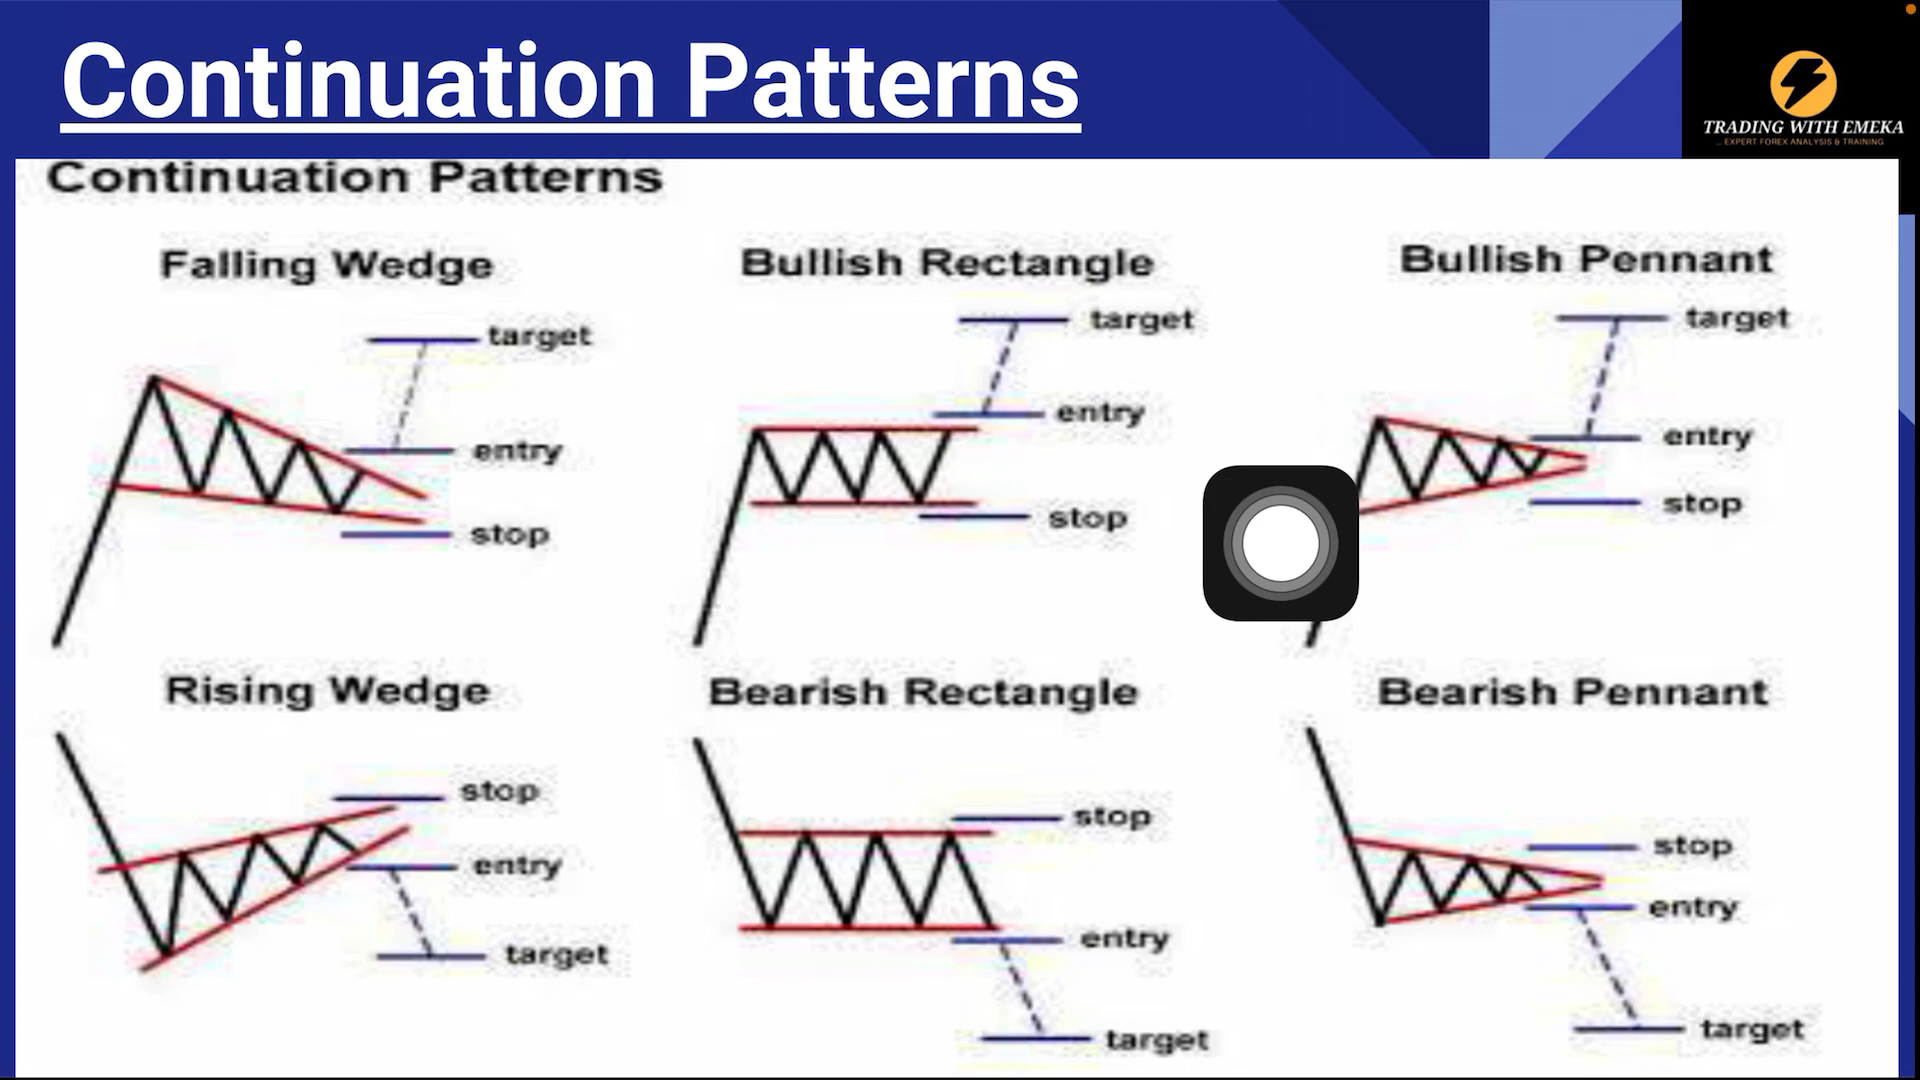 Continuation Patterns
TRADING WITH EMEKA
... EXPERT FOREX ANALYSIS & TRAINING
Continuation Patterns
Falling Wedge
target
entry
stop
Bullish Rectangle
target
entry
stop
Bullish Pennant
target
entry
stop
Rising Wedge
stop
entry
target
Bearish Rectangle
stop
entry
target
Bearish Pennant
stop
entry
target